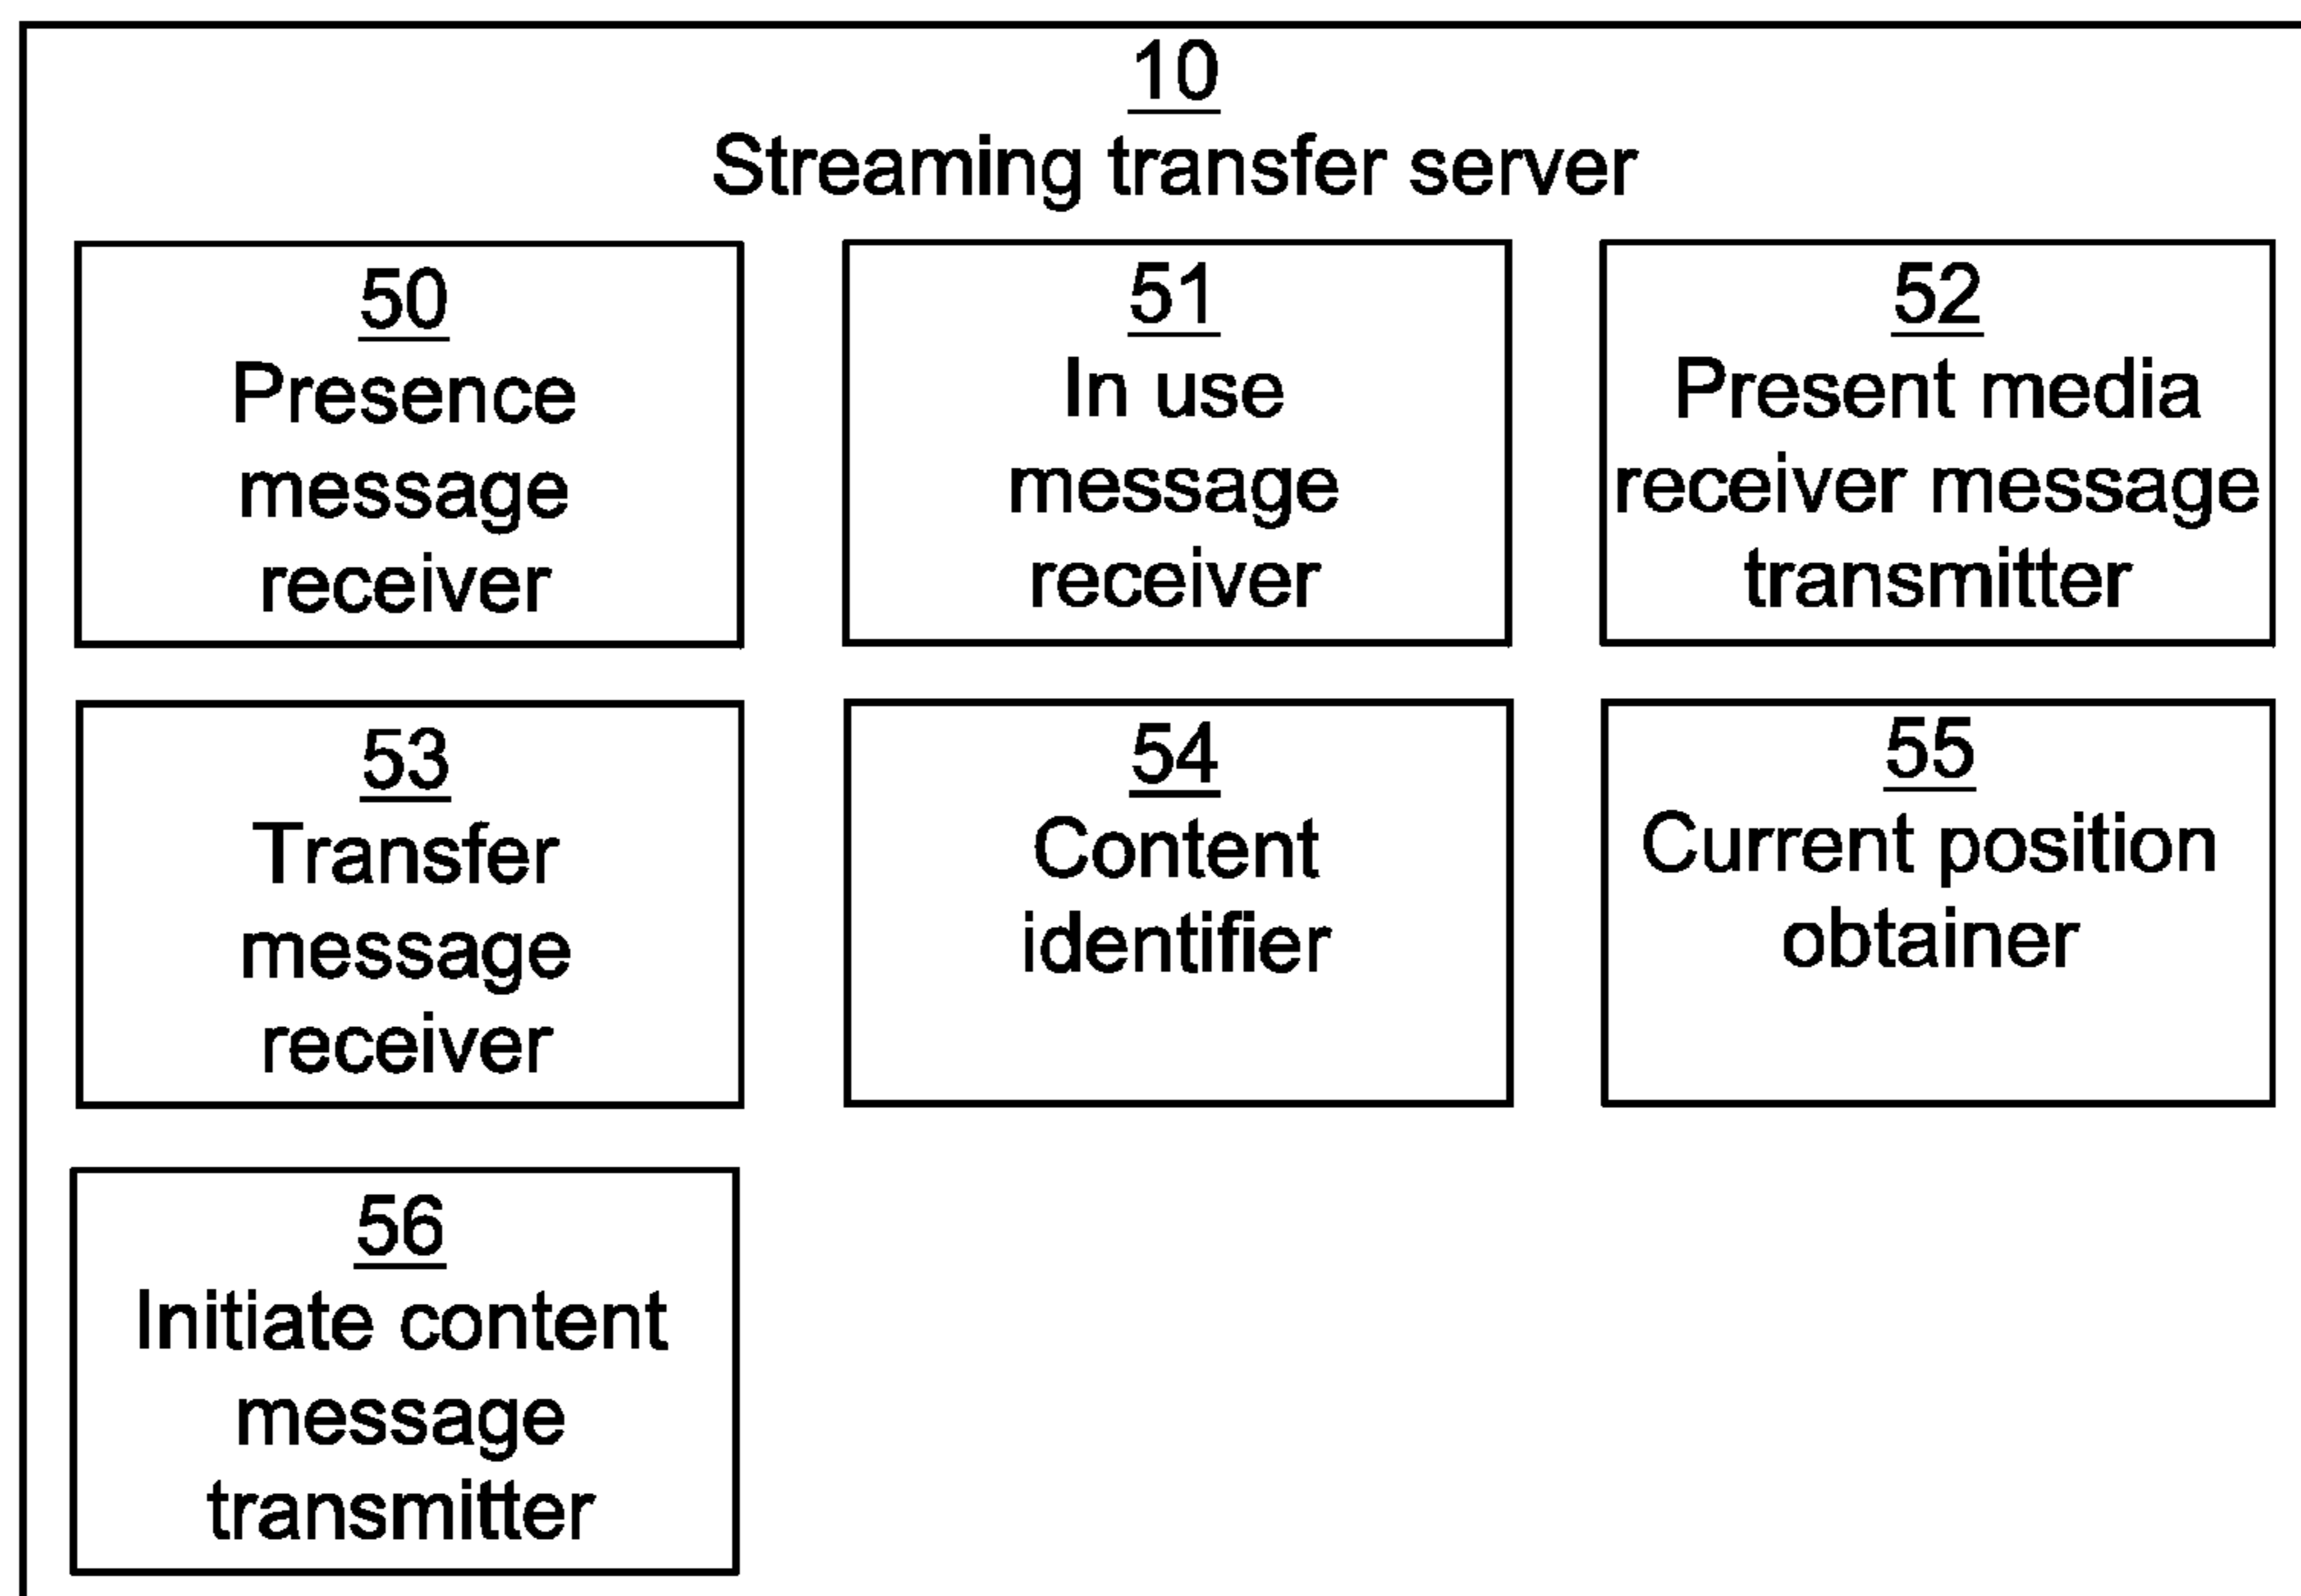 10
Streaming transfer server
50
Presence
message
receiver
51
In use
message
receiver
52
Present media
receiver message
transmitter
53
Transfer
message
receiver
54
Content
identifier
55
Current position
obtainer
56
Initiate content
message
transmitter